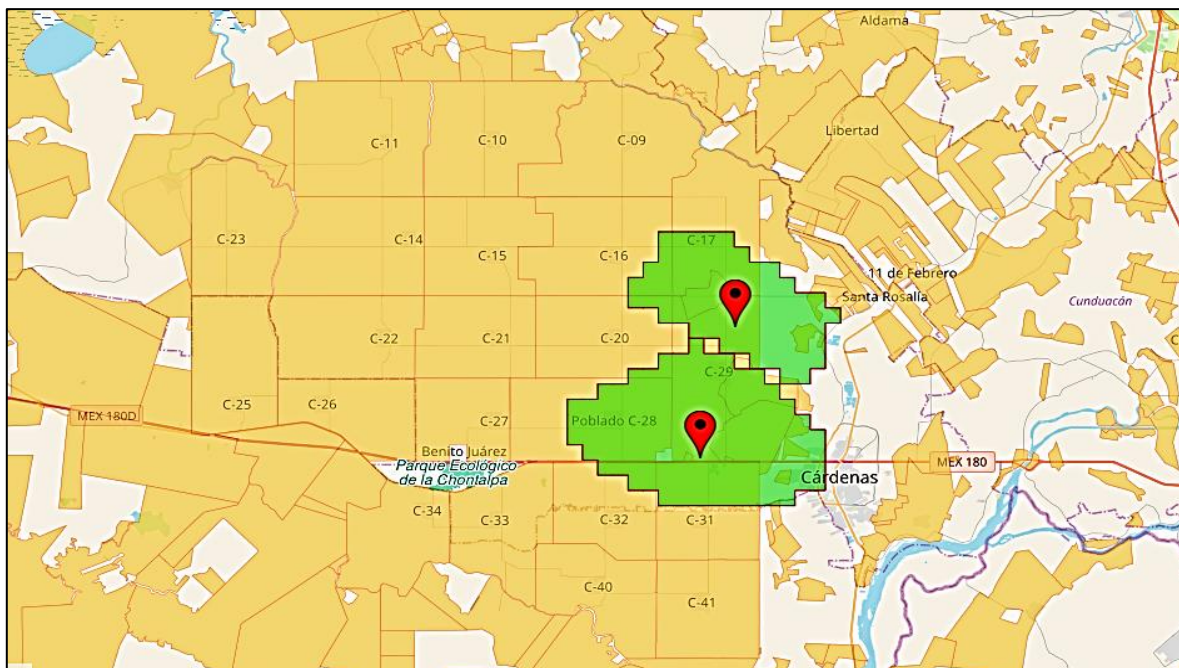 Aldama
Libertad
C-11
C-10
C-09
C-23
C-14
C-15
C-16
C-17
11 de Febrero
Santa Rosalía
Cunduacán
C-22
C-21
C-20
C-29
C-25
C-26
C-27
Poblado C-28
MEX 180D
Benito Juárez
Parque Ecológico
de la Chontalpa
MEX 180
Cárdenas
C-34
C-33
C-32
C-31
C-40
C-41